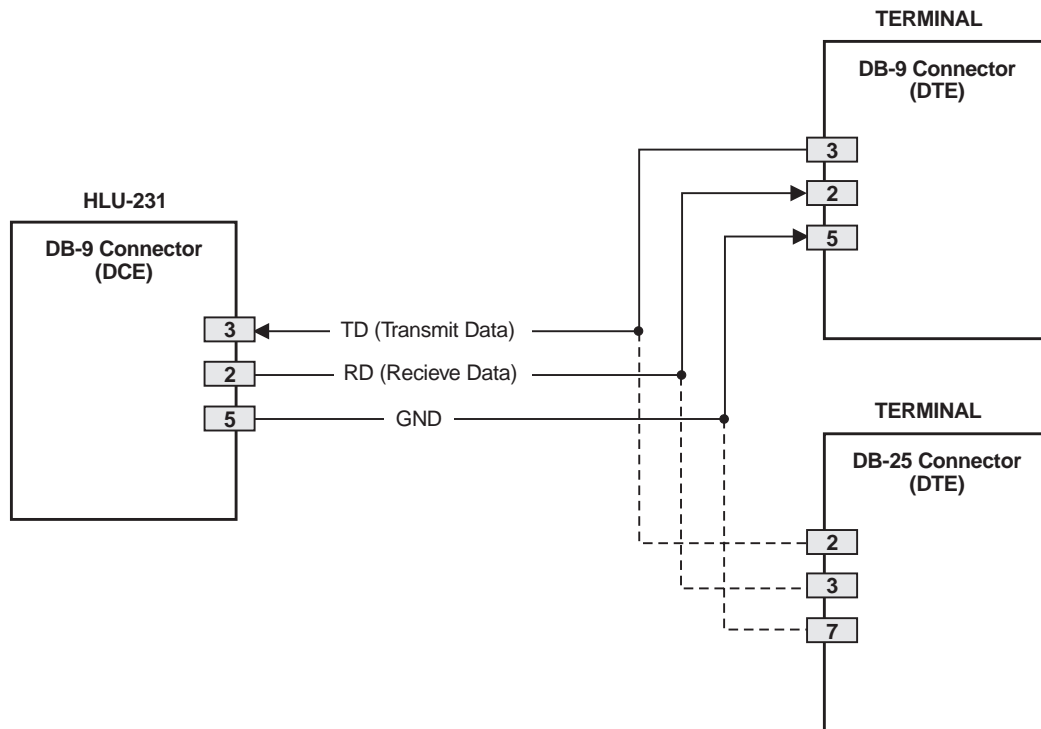 TERMINAL
DB-9 Connector
(DTE)
3
2
5
HLU-231
DB-9 Connector
(DCE)
3
TD (Transmit Data)
2
RD (Recieve Data)
5
GND
TERMINAL
DB-25 Connector
(DTE)
2
3
7